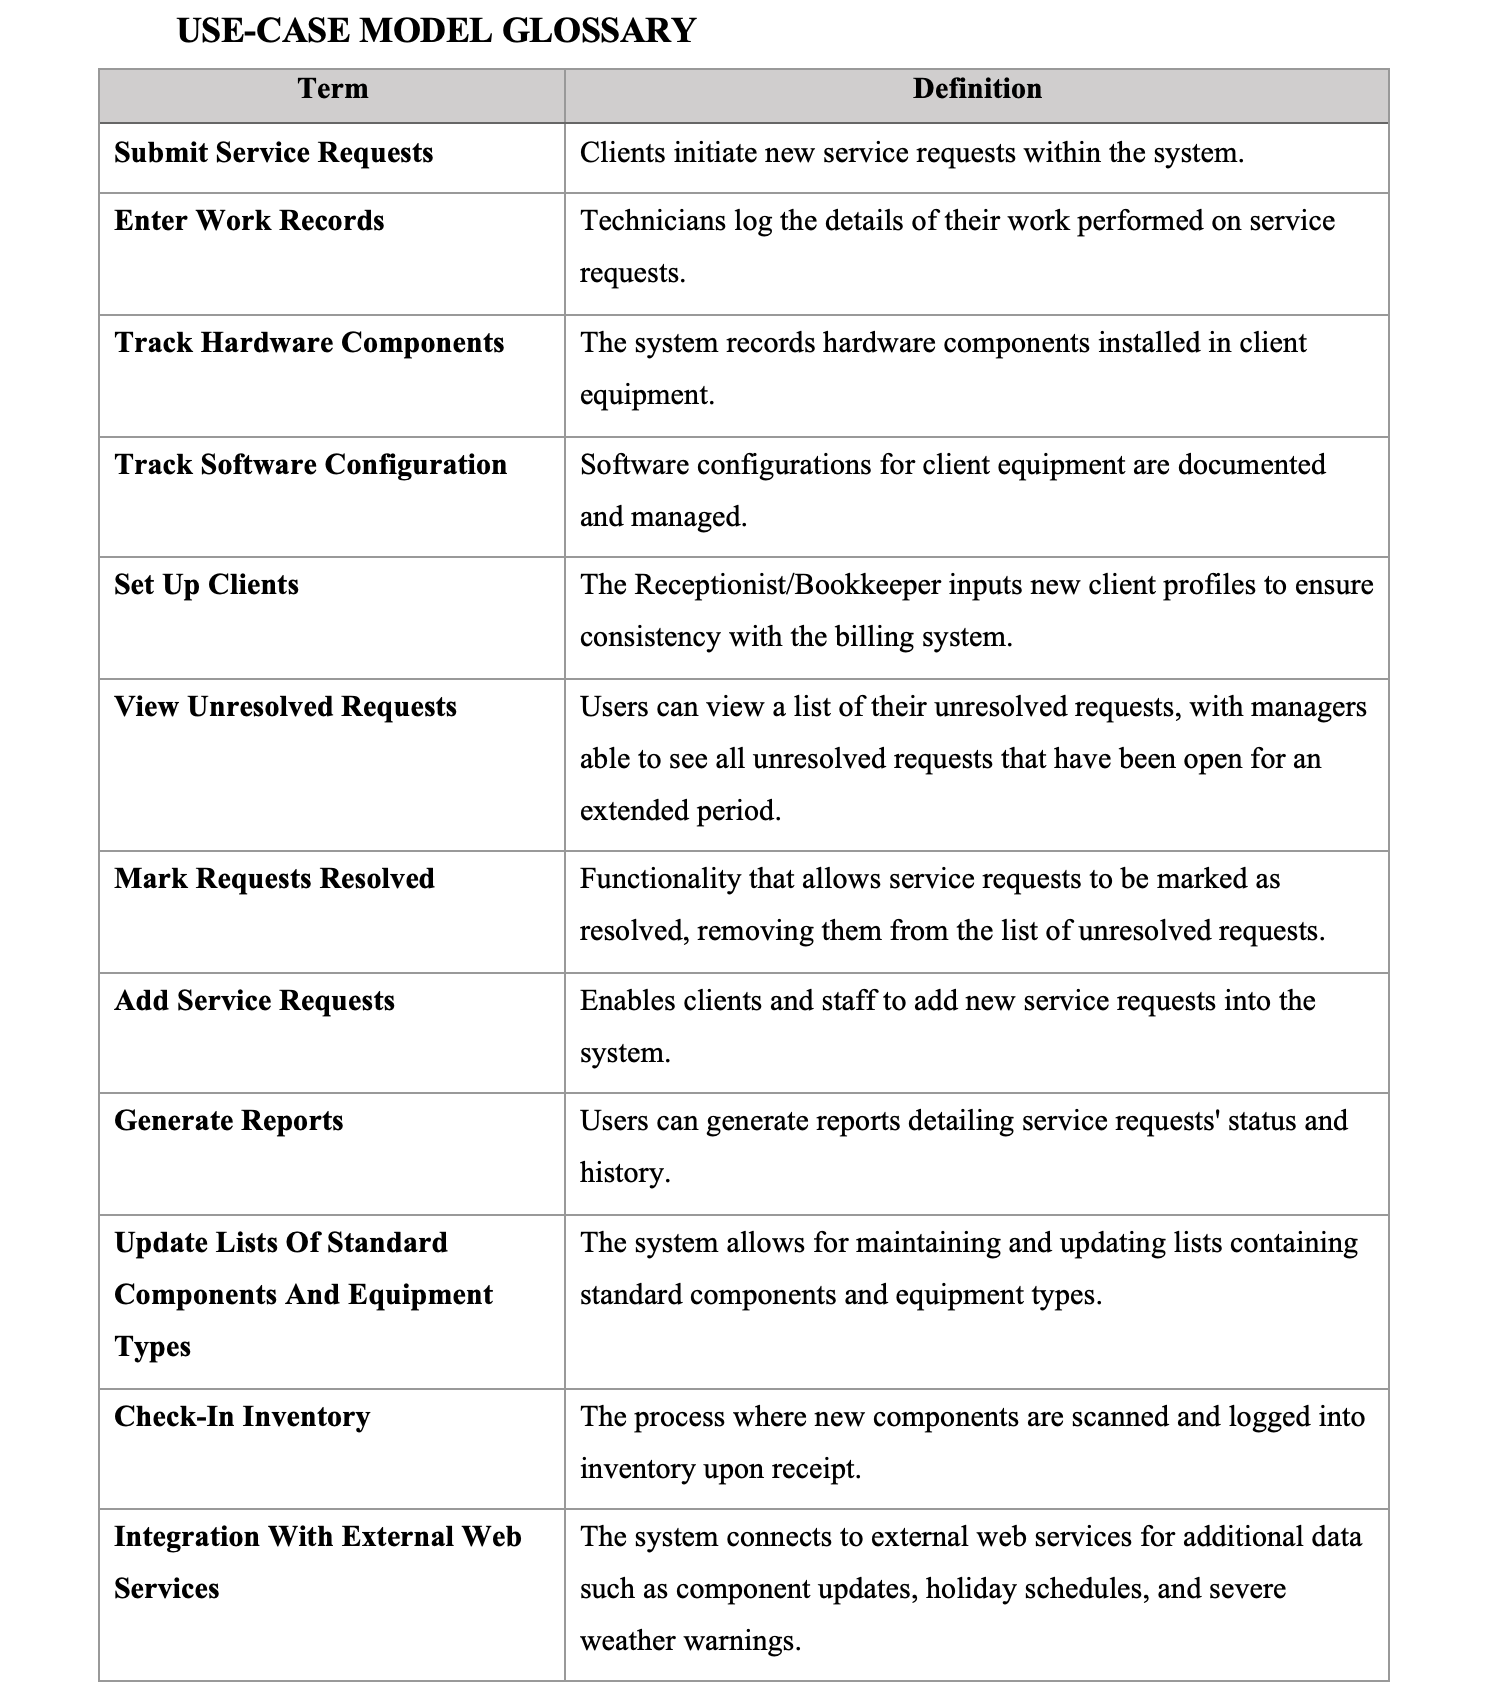 USE-CASE MODEL GLOSSARY
Term
Definition
Submit Service Requests
Clients initiate new service requests within the system.
Enter Work Records
Technicians log the details of their work performed on service
requests.
Track Hardware Components
The system records hardware components installed in client
equipment.
Track Software Configuration
Software configurations for client equipment are documented
and managed.
Set Up Clients
The Receptionist/Bookkeeper inputs new client profiles to ensure
consistency with the billing system.
View Unresolved Requests
Users can view a list of their unresolved requests, with managers
able to see all unresolved requests that have been open for an
extended period.
Mark Requests Resolved
Functionality that allows service requests to be marked as
resolved, removing them from the list of unresolved requests.
Add Service Requests
Enables clients and staff to add new service requests into the
system.
Generate Reports
Users can generate reports detailing service requests' status and
history.
Update Lists Of Standard
Components And Equipment
Types
The system allows for maintaining and updating lists containing
standard components and equipment types.
Check-In Inventory
The process where new components are scanned and logged into
inventory upon receipt.
Integration With External Web
Services
The system connects to external web services for additional data
such as component updates, holiday schedules, and severe
weather warnings.